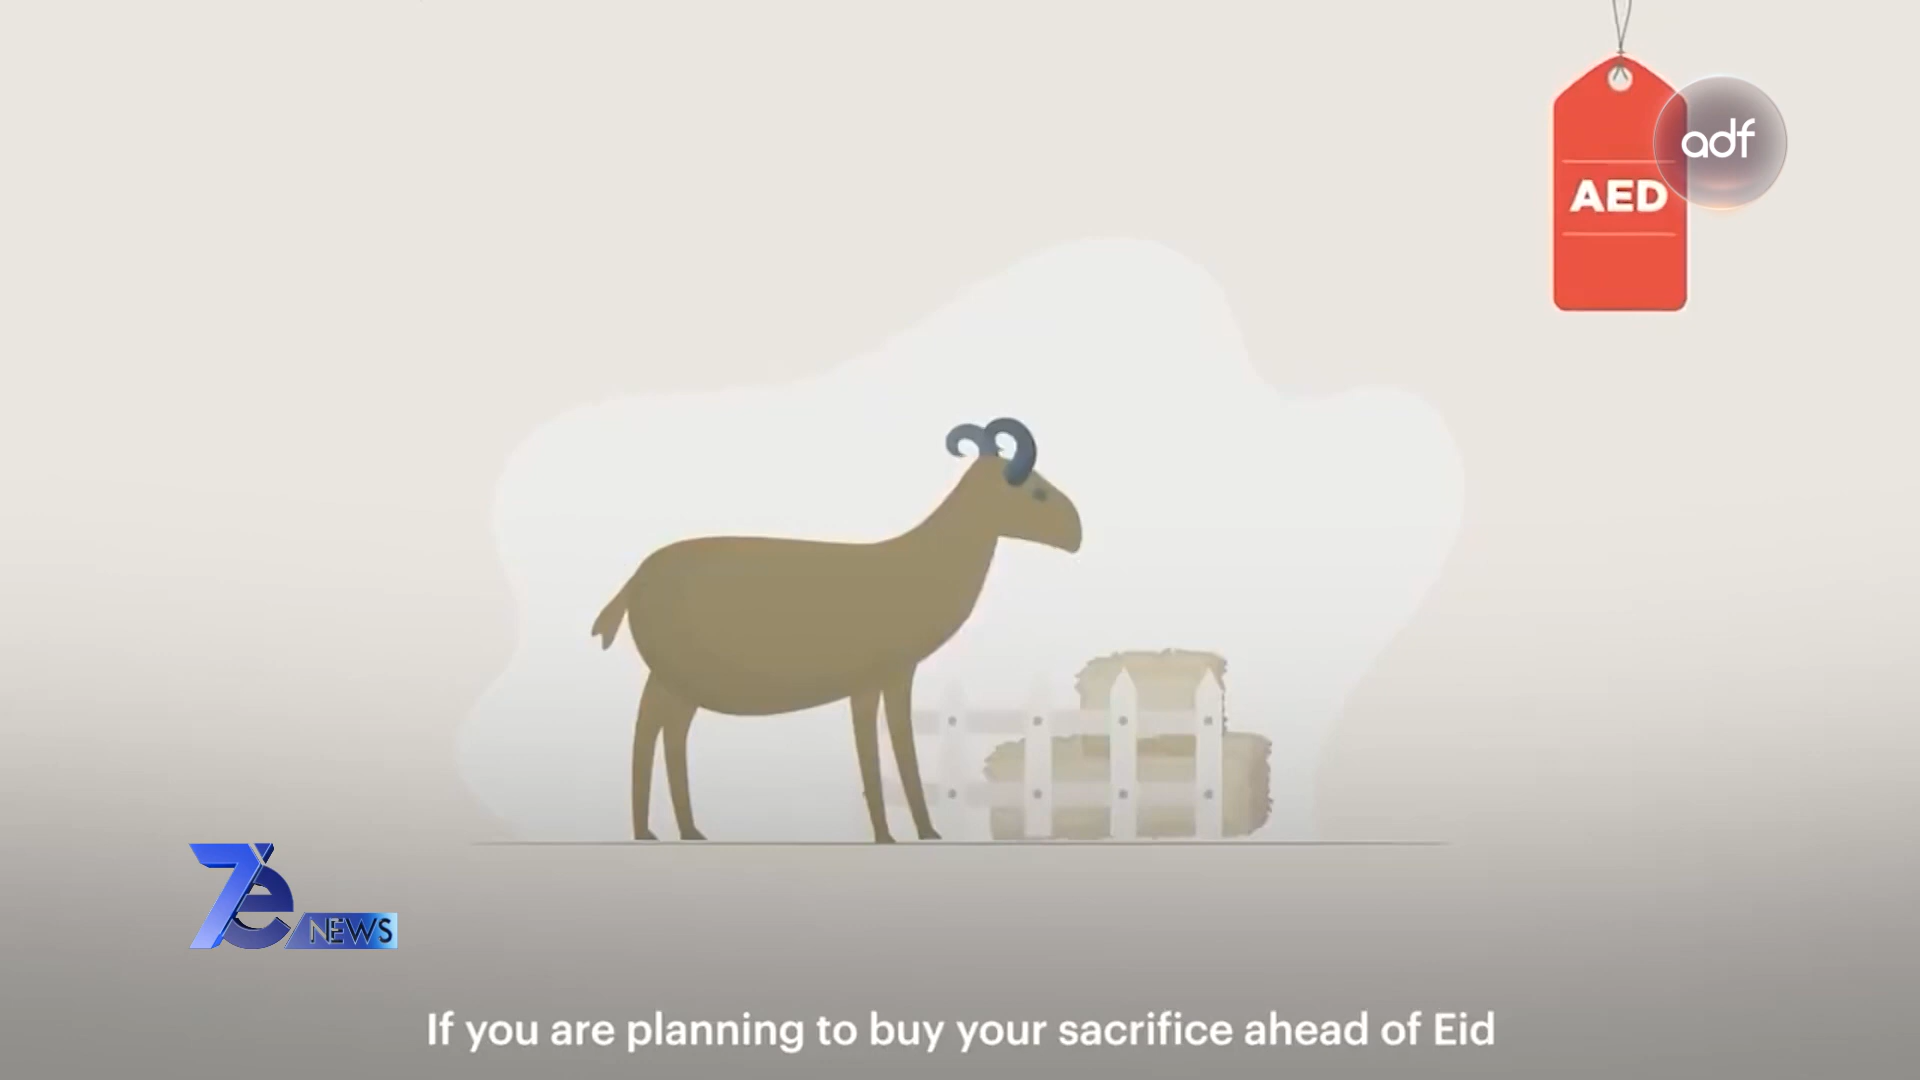 adf
AED
7e
NEWS
If you are planning to buy your sacrifice ahead of Eid